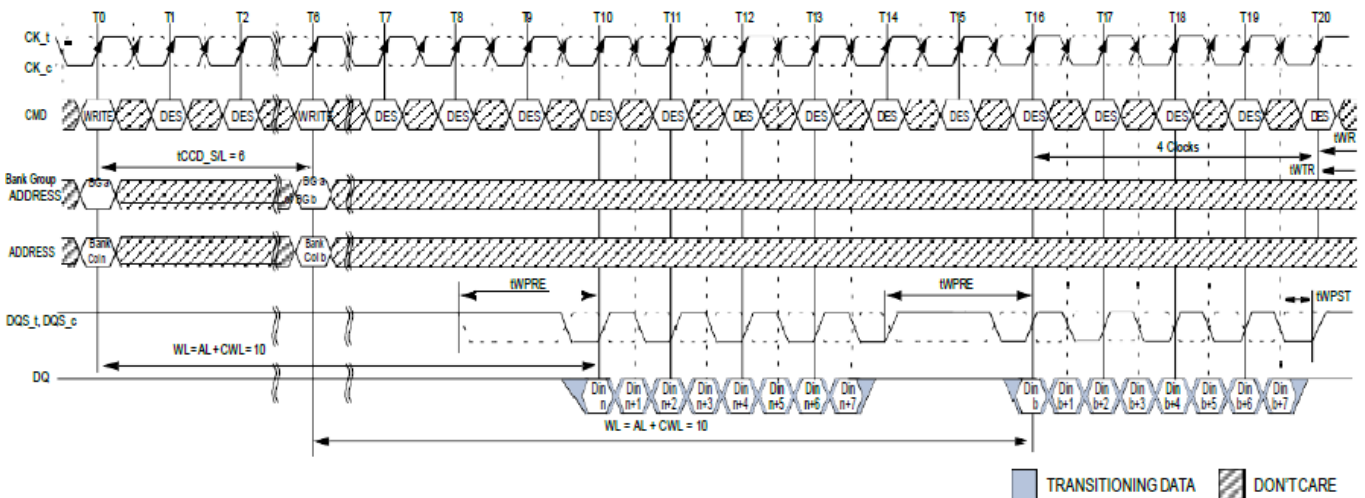 T0 T1 T2 T6 T7 T8 T9 T10 T11 T12 T13 T14 T15 T16 T17 T18 T19 T20
CK_t
CK_c
CMD WRITE DES DES WRITE DES DES DES DES DES DES DES DES DES DES DES DES DES DES
tCCD_S/L = 6
4 Clocks
tWR
tWTR
Bank Group
ADDRESS
BG a
BG a
or BG b
ADDRESS
Bank
Col n
Bank
Col b
tWPRE
tWPRE
tWPST
DQS_t, DQS_c
WL = AL + CWL = 10
DQ
Din n Din n+1 Din n+2 Din n+3 Din n+4 Din n+5 Din n+6 Din n+7 Din b Din b+1 Din b+2 Din b+3 Din b+4 Din b+5 Din b+6 Din b+7
WL = AL + CWL = 10
TRANSITIONING DATA DON'T CARE